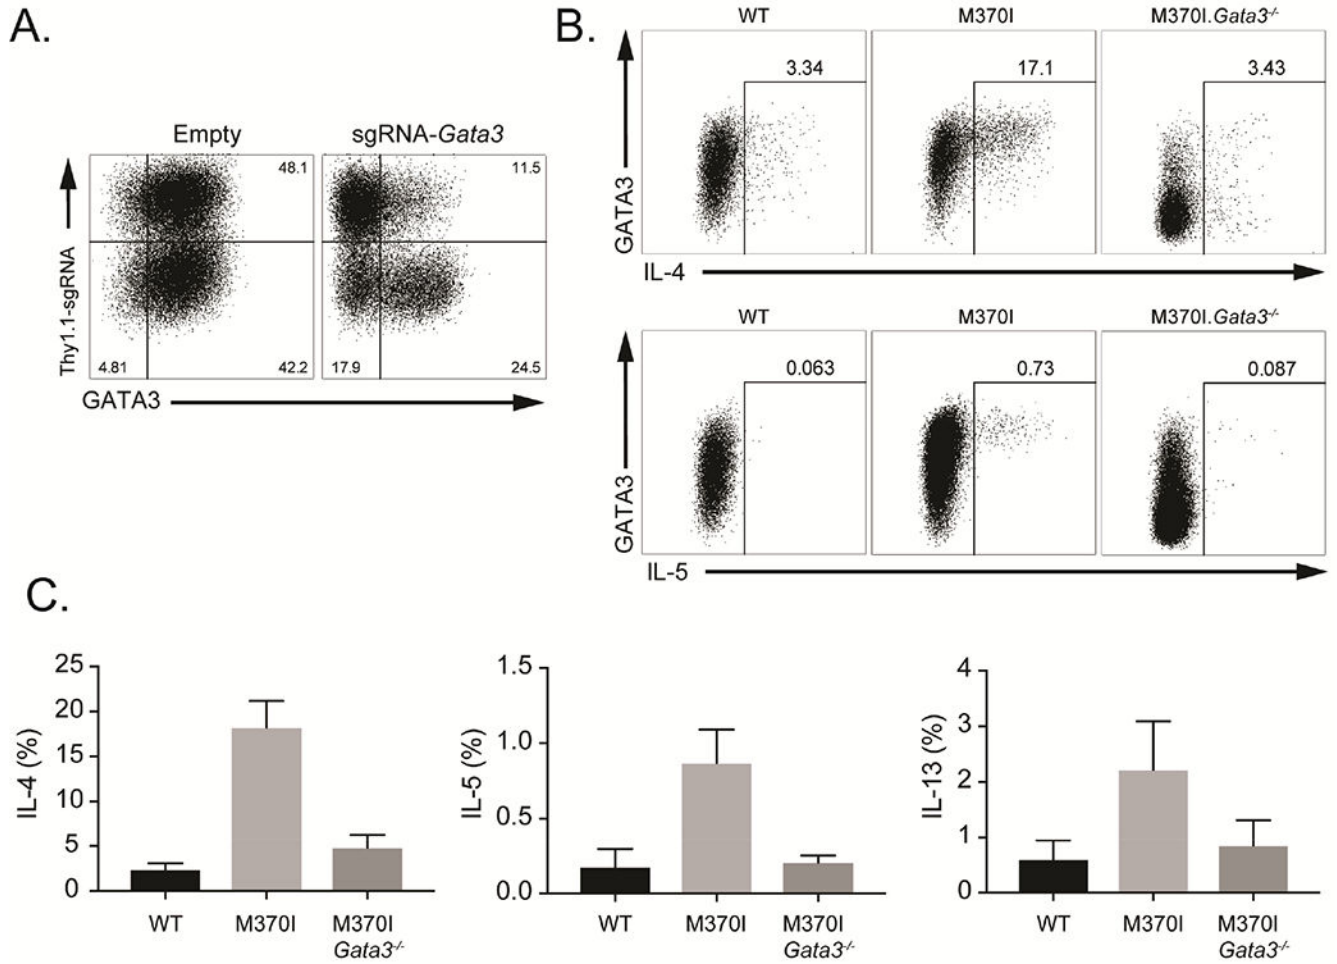 A.
Empty
sgRNA-Gata3
48.1
11.5
Thy1.1-sgRNA
4.81
42.2
17.9
24.5
GATA3
B.
WT
M370I
M370I.Gata3-/-
3.34
17.1
3.43
GATA3
IL-4
WT
M370I
M370I.Gata3-/-
0.063
0.73
0.087
GATA3
IL-5
C.
25
20
15
10
5
0
IL-4 (%)
WT
M370I
M370I
Gata3-/-
1.5
1.0
0.5
0.0
IL-5 (%)
WT
M370I
M370I
Gata3-/-
4
3
2
1
0
IL-13 (%)
WT
M370I
M370I
Gata3-/-